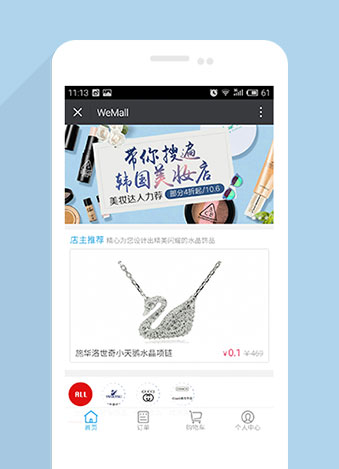 11:13
61
WeMall
带你搜遍
韩国美妆店
美妆达人力荐 部分4折起/10.6
店主推荐 精心为您设计出精美闪耀的水晶饰品
施华洛世奇小天鹅水晶项链 ¥0.1 ¥469
ALL
GUCCI
首页 订单 购物车 个人中心